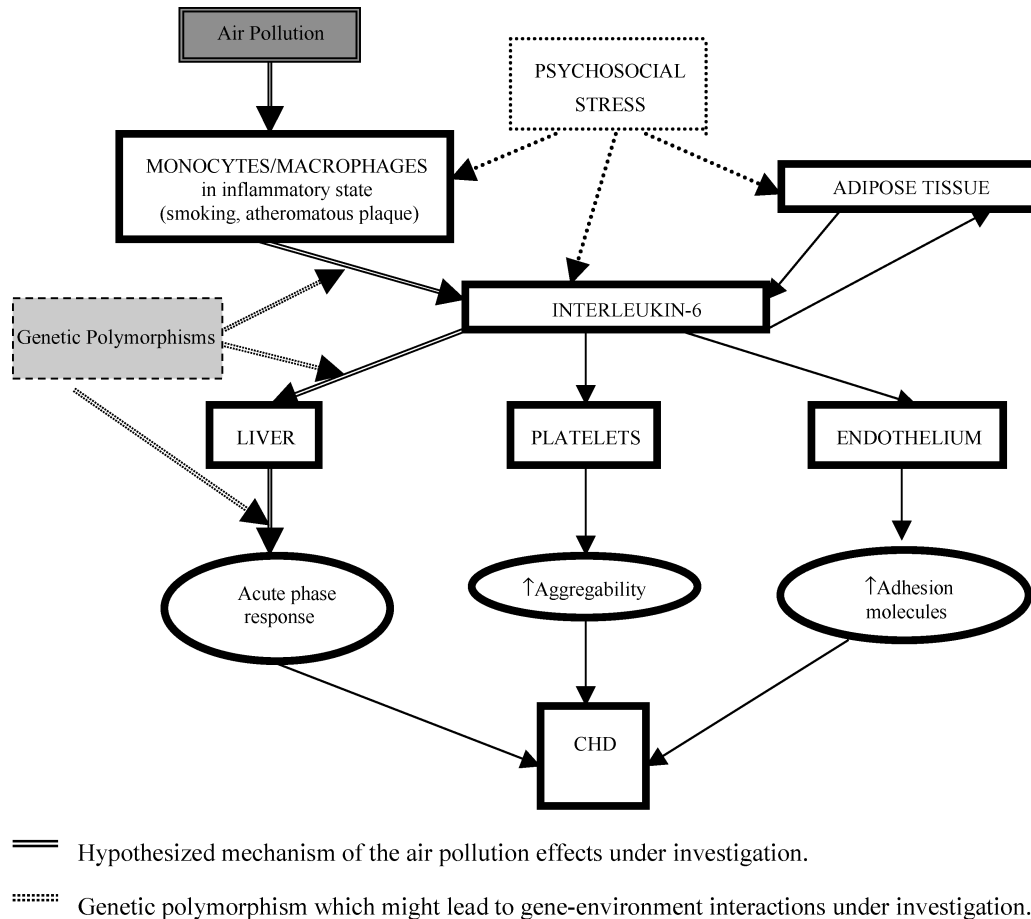 Air Pollution
PSYCHOSOCIAL
STRESS
MONOCYTES/MACROPHAGES
in inflammatory state
(smoking, atheromatous plaque)
ADIPOSE TISSUE
INTERLEUKIN-6
Genetic Polymorphisms
LIVER
PLATELETS
ENDOTHELIUM
Acute phase
response
↑Aggregability
↑Adhesion
molecules
CHD
Hypothesized mechanism of the air pollution effects under investigation.
Genetic polymorphism which might lead to gene-environment interactions under investigation